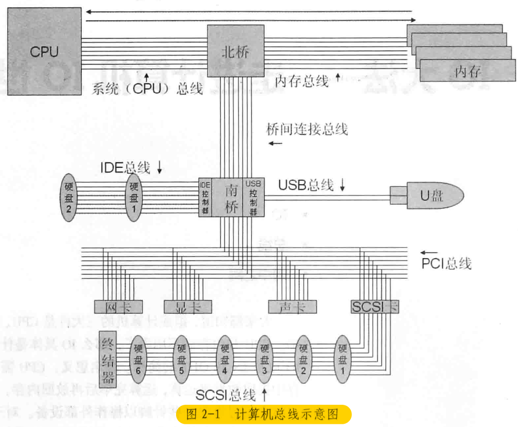 CPU
北桥
内存
系统（CPU）总线
内存总线
桥间连接总线
IDE总线
USB总线
硬盘2
硬盘1
IDE控制器
南桥
USB控制器
U盘
PCI总线
网卡
显卡
声卡
SCSI卡
终结器
硬盘6
硬盘5
硬盘4
硬盘3
硬盘2
硬盘1
SCSI总线
图 2-1 计算机总线示意图